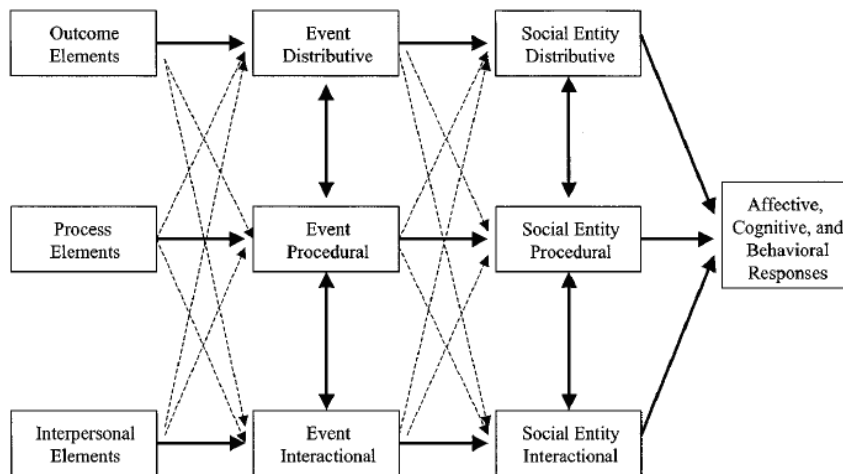 Outcome
Elements
Event
Distributive
Social Entity
Distributive
Process
Elements
Event
Procedural
Social Entity
Procedural
Affective,
Cognitive, and
Behavioral
Responses
Interpersonal
Elements
Event
Interactional
Social Entity
Interactional